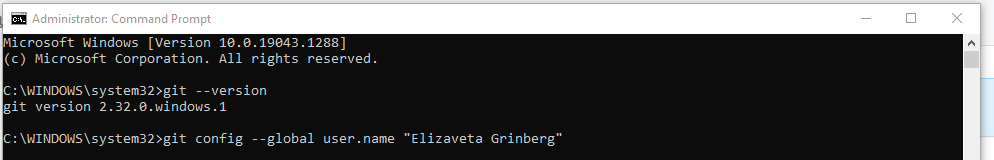 Administrator: Command Prompt
Microsoft Windows [Version 10.0.19043.1288]
(c) Microsoft Corporation. All rights reserved.
C:\WINDOWS\system32>git --version
git version 2.32.0.windows.1
C:\WINDOWS\system32>git config --global user.name "Elizaveta Grinberg"